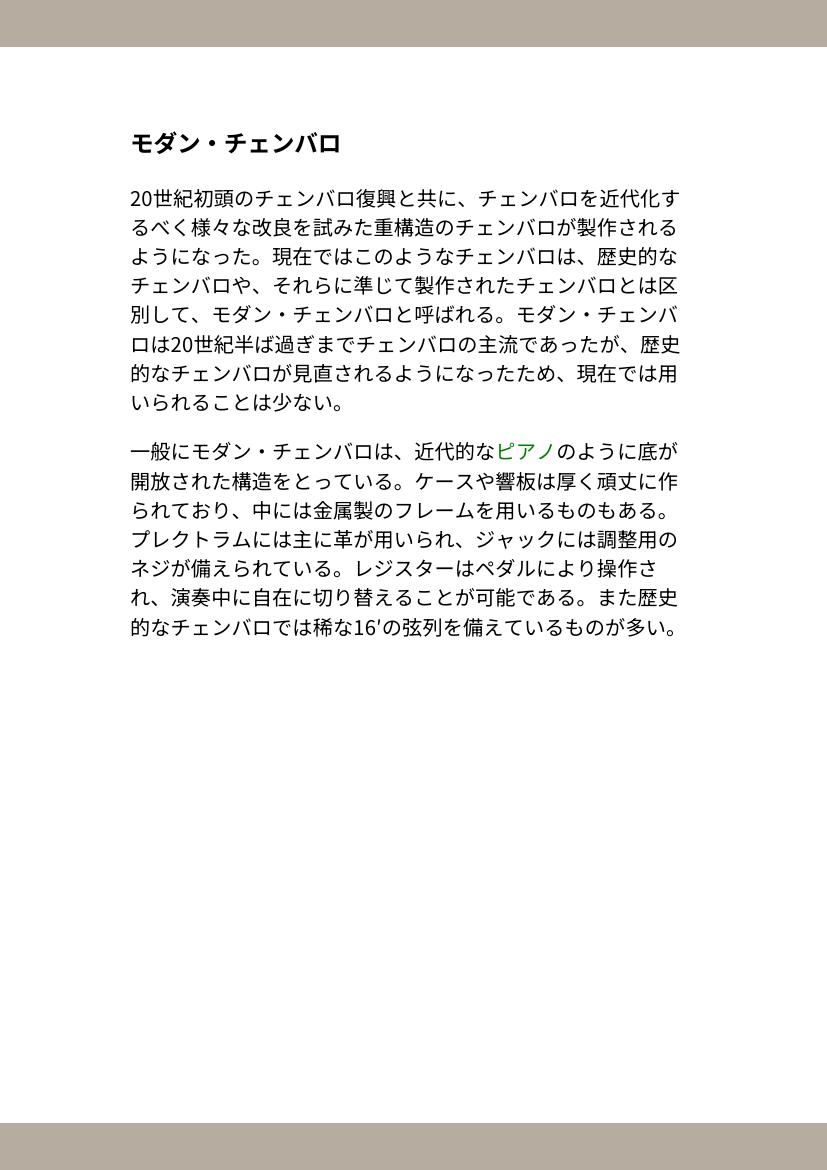 モダン・チェンバロ
20世紀初頭のチェンバロ復興と共に、チェンバロを近代化す
るべく様々な改良を試みた重構造のチェンバロが製作される
ようになった。現在ではこのようなチェンバロは、歴史的な
チェンバロや、それらに準じて製作されたチェンバロとは区
別して、モダン・チェンバロと呼ばれる。モダン・チェンバ
ロは20世紀半ば過ぎまでチェンバロの主流であったが、歴史
的なチェンバロが見直されるようになったため、現在では用
いられることは少ない。
一般にモダン・チェンバロは、近代的なピアノのように底が
開放された構造をとっている。ケースや響板は厚く頑丈に作
られており、中には金属製のフレームを用いるものもある。
プレクトラムには主に革が用いられ、ジャックには調整用の
ネジが備えられている。レジスターはペダルにより操作さ
れ、演奏中に自在に切り替えることが可能である。また歴史
的なチェンバロでは稀な16′の弦列を備えているものが多い。